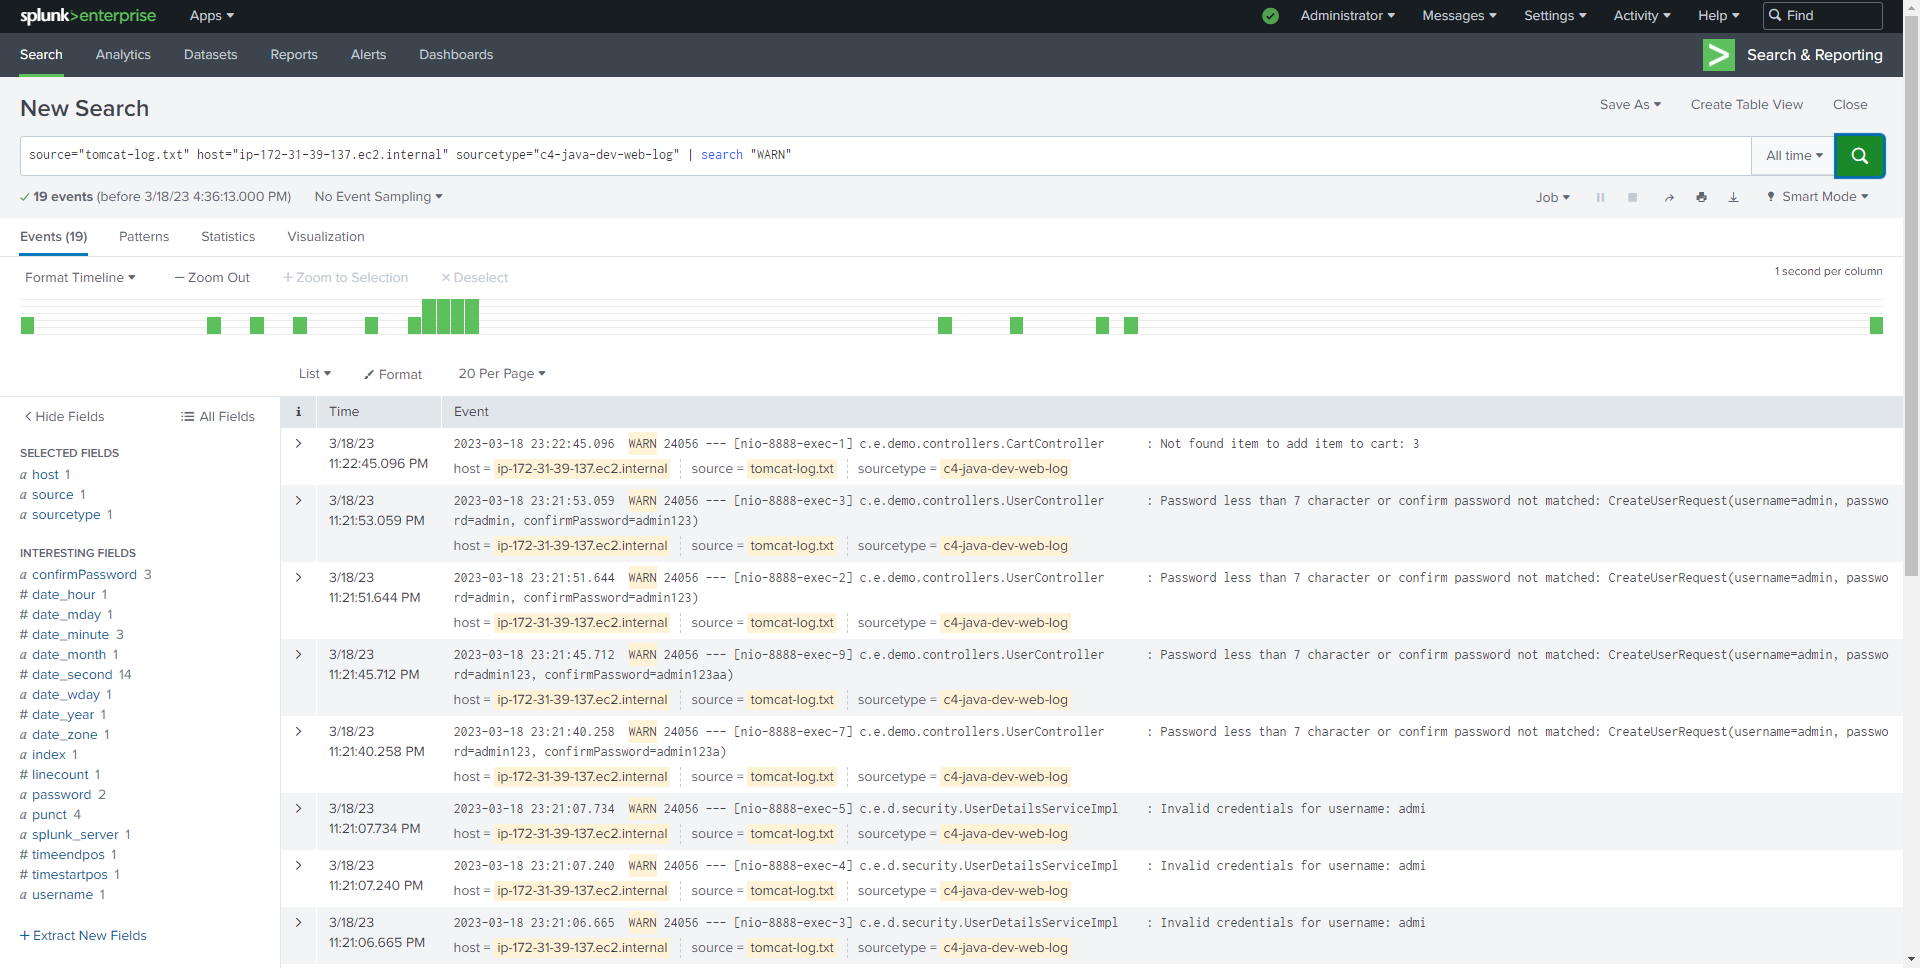 splunk>enterprise Apps ▾ Administrator ▾ Messages ▾ Settings ▾ Activity ▾ Help ▾ Find
Search Analytics Datasets Reports Alerts Dashboards Search & Reporting
New Search Save As ▾ Create Table View Close
source="tomcat-log.txt" host="ip-172-31-39-137.ec2.internal" sourcetype="c4-java-dev-web-log" | search "WARN" All time ▾
✓ 19 events (before 3/18/23 4:36:13.000 PM) No Event Sampling ▾ Job ▾ Smart Mode ▾
Events (19) Patterns Statistics Visualization
Format Timeline ▾ — Zoom Out + Zoom to Selection × Deselect 1 second per column
List ▾ Format 20 Per Page ▾
< Hide Fields All Fields
SELECTED FIELDS
a host 1
a source 1
a sourcetype 1
INTERESTING FIELDS
a confirmPassword 3
# date_hour 1
# date_mday 1
# date_minute 3
a date_month 1
# date_second 14
a date_wday 1
# date_year 1
a date_zone 1
a index 1
# linecount 1
a password 2
a punct 4
a splunk_server 1
# timeendpos 1
# timestartpos 1
a username 1
+ Extract New Fields
i Time Event
> 3/18/23 2023-03-18 23:22:45.096 WARN 24056 --- [nio-8888-exec-1] c.e.demo.controllers.CartController : Not found item to add item to cart: 3
11:22:45.096 PM
host = ip-172-31-39-137.ec2.internal source = tomcat-log.txt sourcetype = c4-java-dev-web-log
> 3/18/23 2023-03-18 23:21:53.059 WARN 24056 --- [nio-8888-exec-3] c.e.demo.controllers.UserController : Password less than 7 character or confirm password not matched: CreateUserRequest(username=admin, passwo
11:21:53.059 PM rd=admin, confirmPassword=admin123)
host = ip-172-31-39-137.ec2.internal source = tomcat-log.txt sourcetype = c4-java-dev-web-log
> 3/18/23 2023-03-18 23:21:51.644 WARN 24056 --- [nio-8888-exec-2] c.e.demo.controllers.UserController : Password less than 7 character or confirm password not matched: CreateUserRequest(username=admin, passwo
11:21:51.644 PM rd=admin, confirmPassword=admin123)
host = ip-172-31-39-137.ec2.internal source = tomcat-log.txt sourcetype = c4-java-dev-web-log
> 3/18/23 2023-03-18 23:21:45.712 WARN 24056 --- [nio-8888-exec-9] c.e.demo.controllers.UserController : Password less than 7 character or confirm password not matched: CreateUserRequest(username=admin, passwo
11:21:45.712 PM rd=admin123, confirmPassword=admin123aa)
host = ip-172-31-39-137.ec2.internal source = tomcat-log.txt sourcetype = c4-java-dev-web-log
> 3/18/23 2023-03-18 23:21:40.258 WARN 24056 --- [nio-8888-exec-7] c.e.demo.controllers.UserController : Password less than 7 character or confirm password not matched: CreateUserRequest(username=admin, passwo
11:21:40.258 PM rd=admin123, confirmPassword=admin123a)
host = ip-172-31-39-137.ec2.internal source = tomcat-log.txt sourcetype = c4-java-dev-web-log
> 3/18/23 2023-03-18 23:21:07.734 WARN 24056 --- [nio-8888-exec-5] c.e.d.security.UserDetailsServiceImpl : Invalid credentials for username: admi
11:21:07.734 PM
host = ip-172-31-39-137.ec2.internal source = tomcat-log.txt sourcetype = c4-java-dev-web-log
> 3/18/23 2023-03-18 23:21:07.240 WARN 24056 --- [nio-8888-exec-4] c.e.d.security.UserDetailsServiceImpl : Invalid credentials for username: admi
11:21:07.240 PM
host = ip-172-31-39-137.ec2.internal source = tomcat-log.txt sourcetype = c4-java-dev-web-log
> 3/18/23 2023-03-18 23:21:06.665 WARN 24056 --- [nio-8888-exec-3] c.e.d.security.UserDetailsServiceImpl : Invalid credentials for username: admi
11:21:06.665 PM
host = ip-172-31-39-137.ec2.internal source = tomcat-log.txt sourcetype = c4-java-dev-web-log